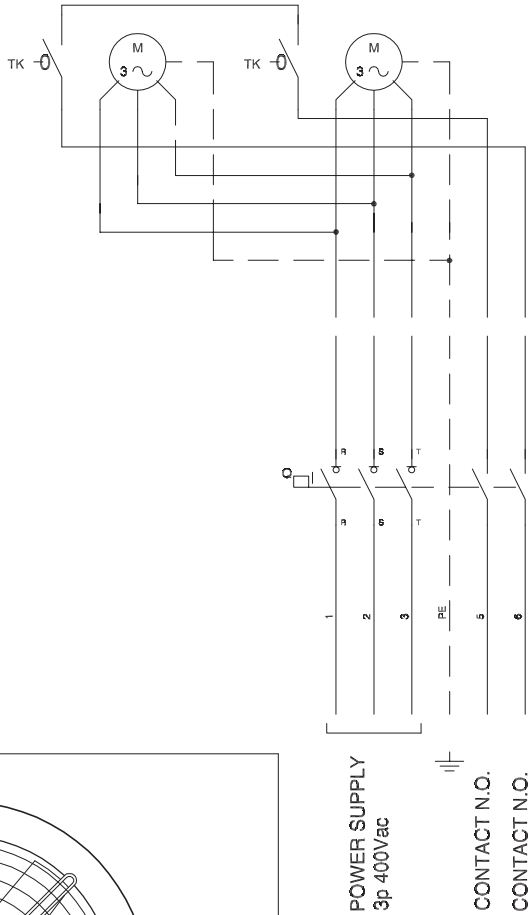 TK
M
3
TK
M
3
R
S
T
Q
R
S
T
1
2
3
PE
5
6
POWER SUPPLY
3p 400Vac
CONTACT N.O.
CONTACT N.O.